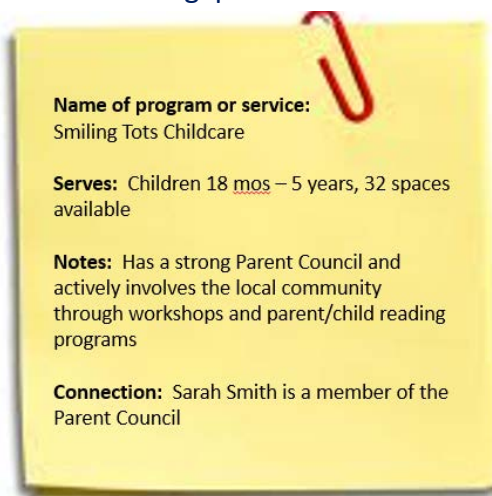 Name of program or service:
Smiling Tots Childcare
Serves: Children 18 mos – 5 years, 32 spaces
available
Notes: Has a strong Parent Council and
actively involves the local community
through workshops and parent/child reading
programs
Connection: Sarah Smith is a member of the
Parent Council